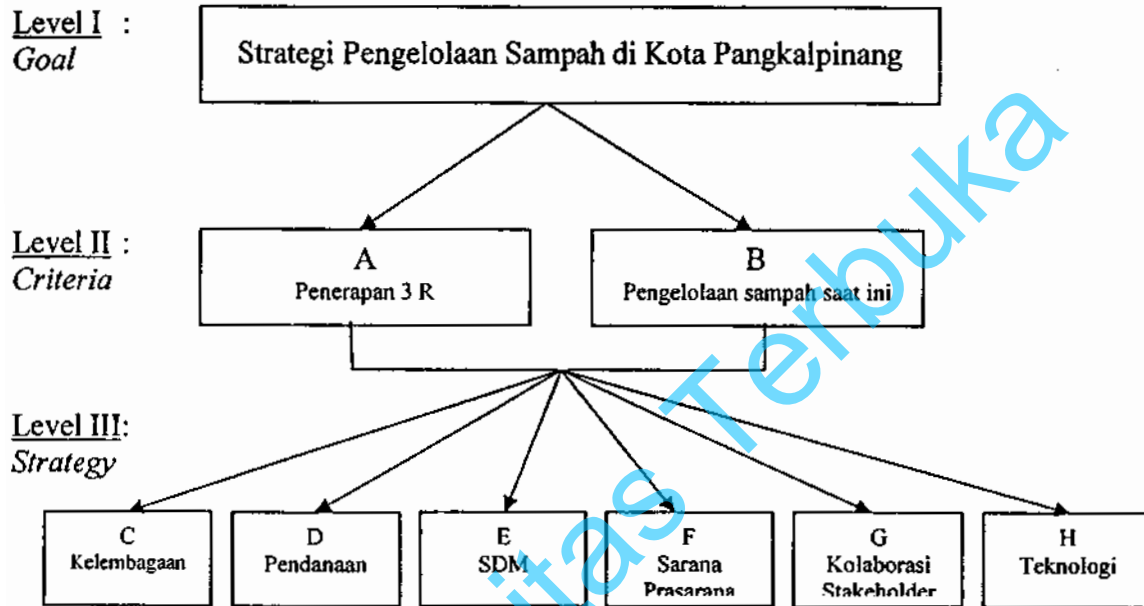 Level I :
Goal
Strategi Pengelolaan Sampah di Kota Pangkalpinang
Level II :
Criteria
A
Penerapan 3 R
B
Pengelolaan sampah saat ini
Level III:
Strategy
C
Kelembagaan
D
Pendanaan
E
SDM
F
Sarana
Prasarana
G
Kolaborasi
Stakeholder
H
Teknologi
itas Terbuka